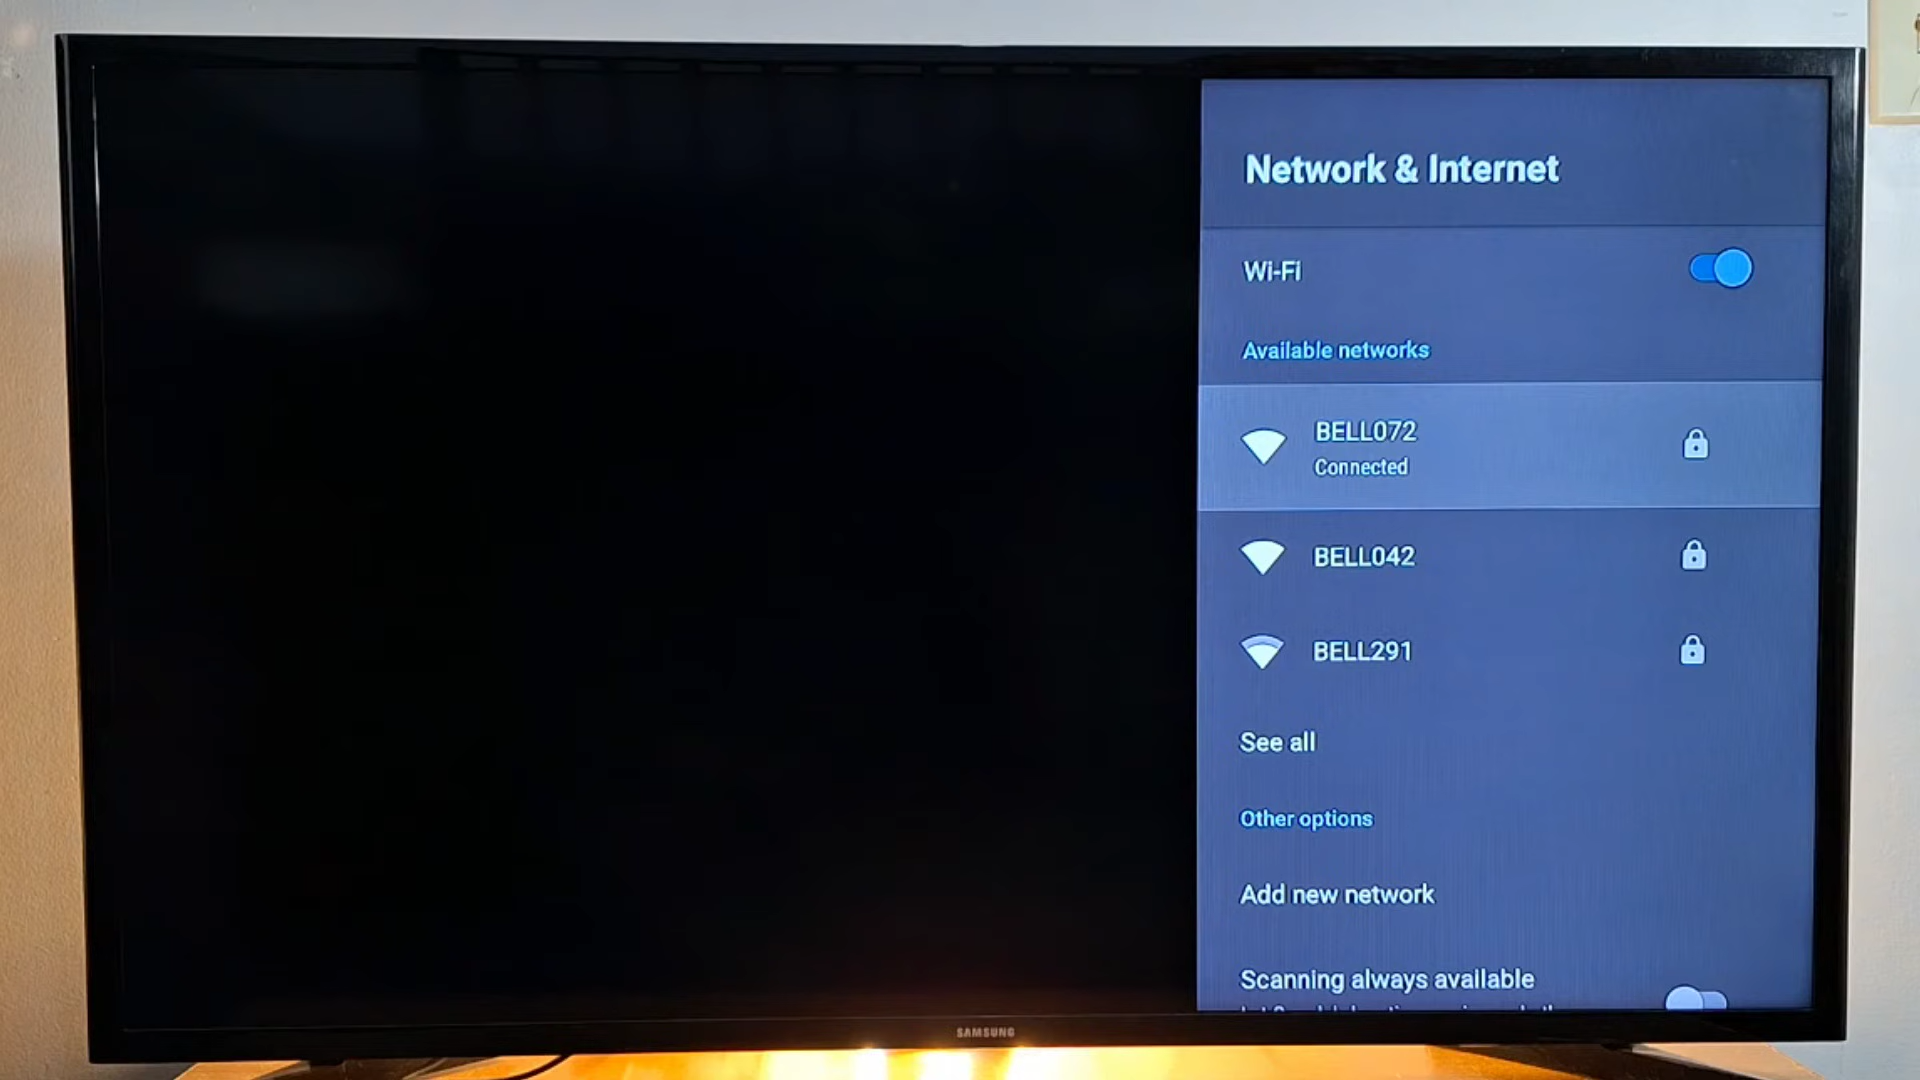 Network & Internet
Wi-Fi
Available networks
BELL072
Connected
BELL042
BELL291
See all
Other options
Add new network
Scanning always available
SAMSUNG